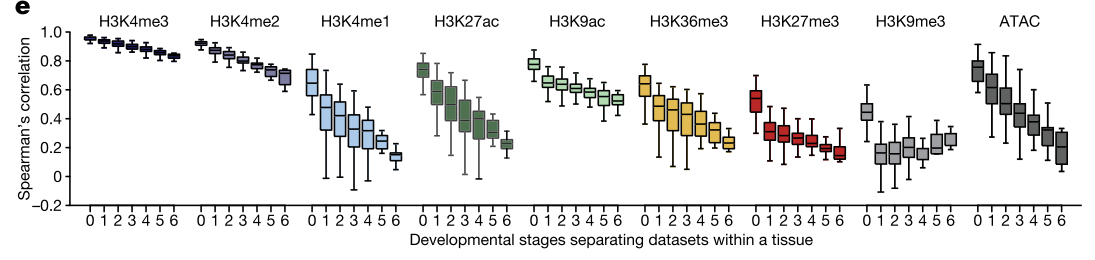 e
H3K4me3 H3K4me2 H3K4me1 H3K27ac H3K9ac H3K36me3 H3K27me3 H3K9me3 ATAC
Spearman's correlation
1.0
0.8
0.6
0.4
0.2
0
−0.2
0 1 2 3 4 5 6 0 1 2 3 4 5 6 0 1 2 3 4 5 6 0 1 2 3 4 5 6 0 1 2 3 4 5 6 0 1 2 3 4 5 6 0 1 2 3 4 5 6 0 1 2 3 4 5 6 0 1 2 3 4 5 6
Developmental stages separating datasets within a tissue